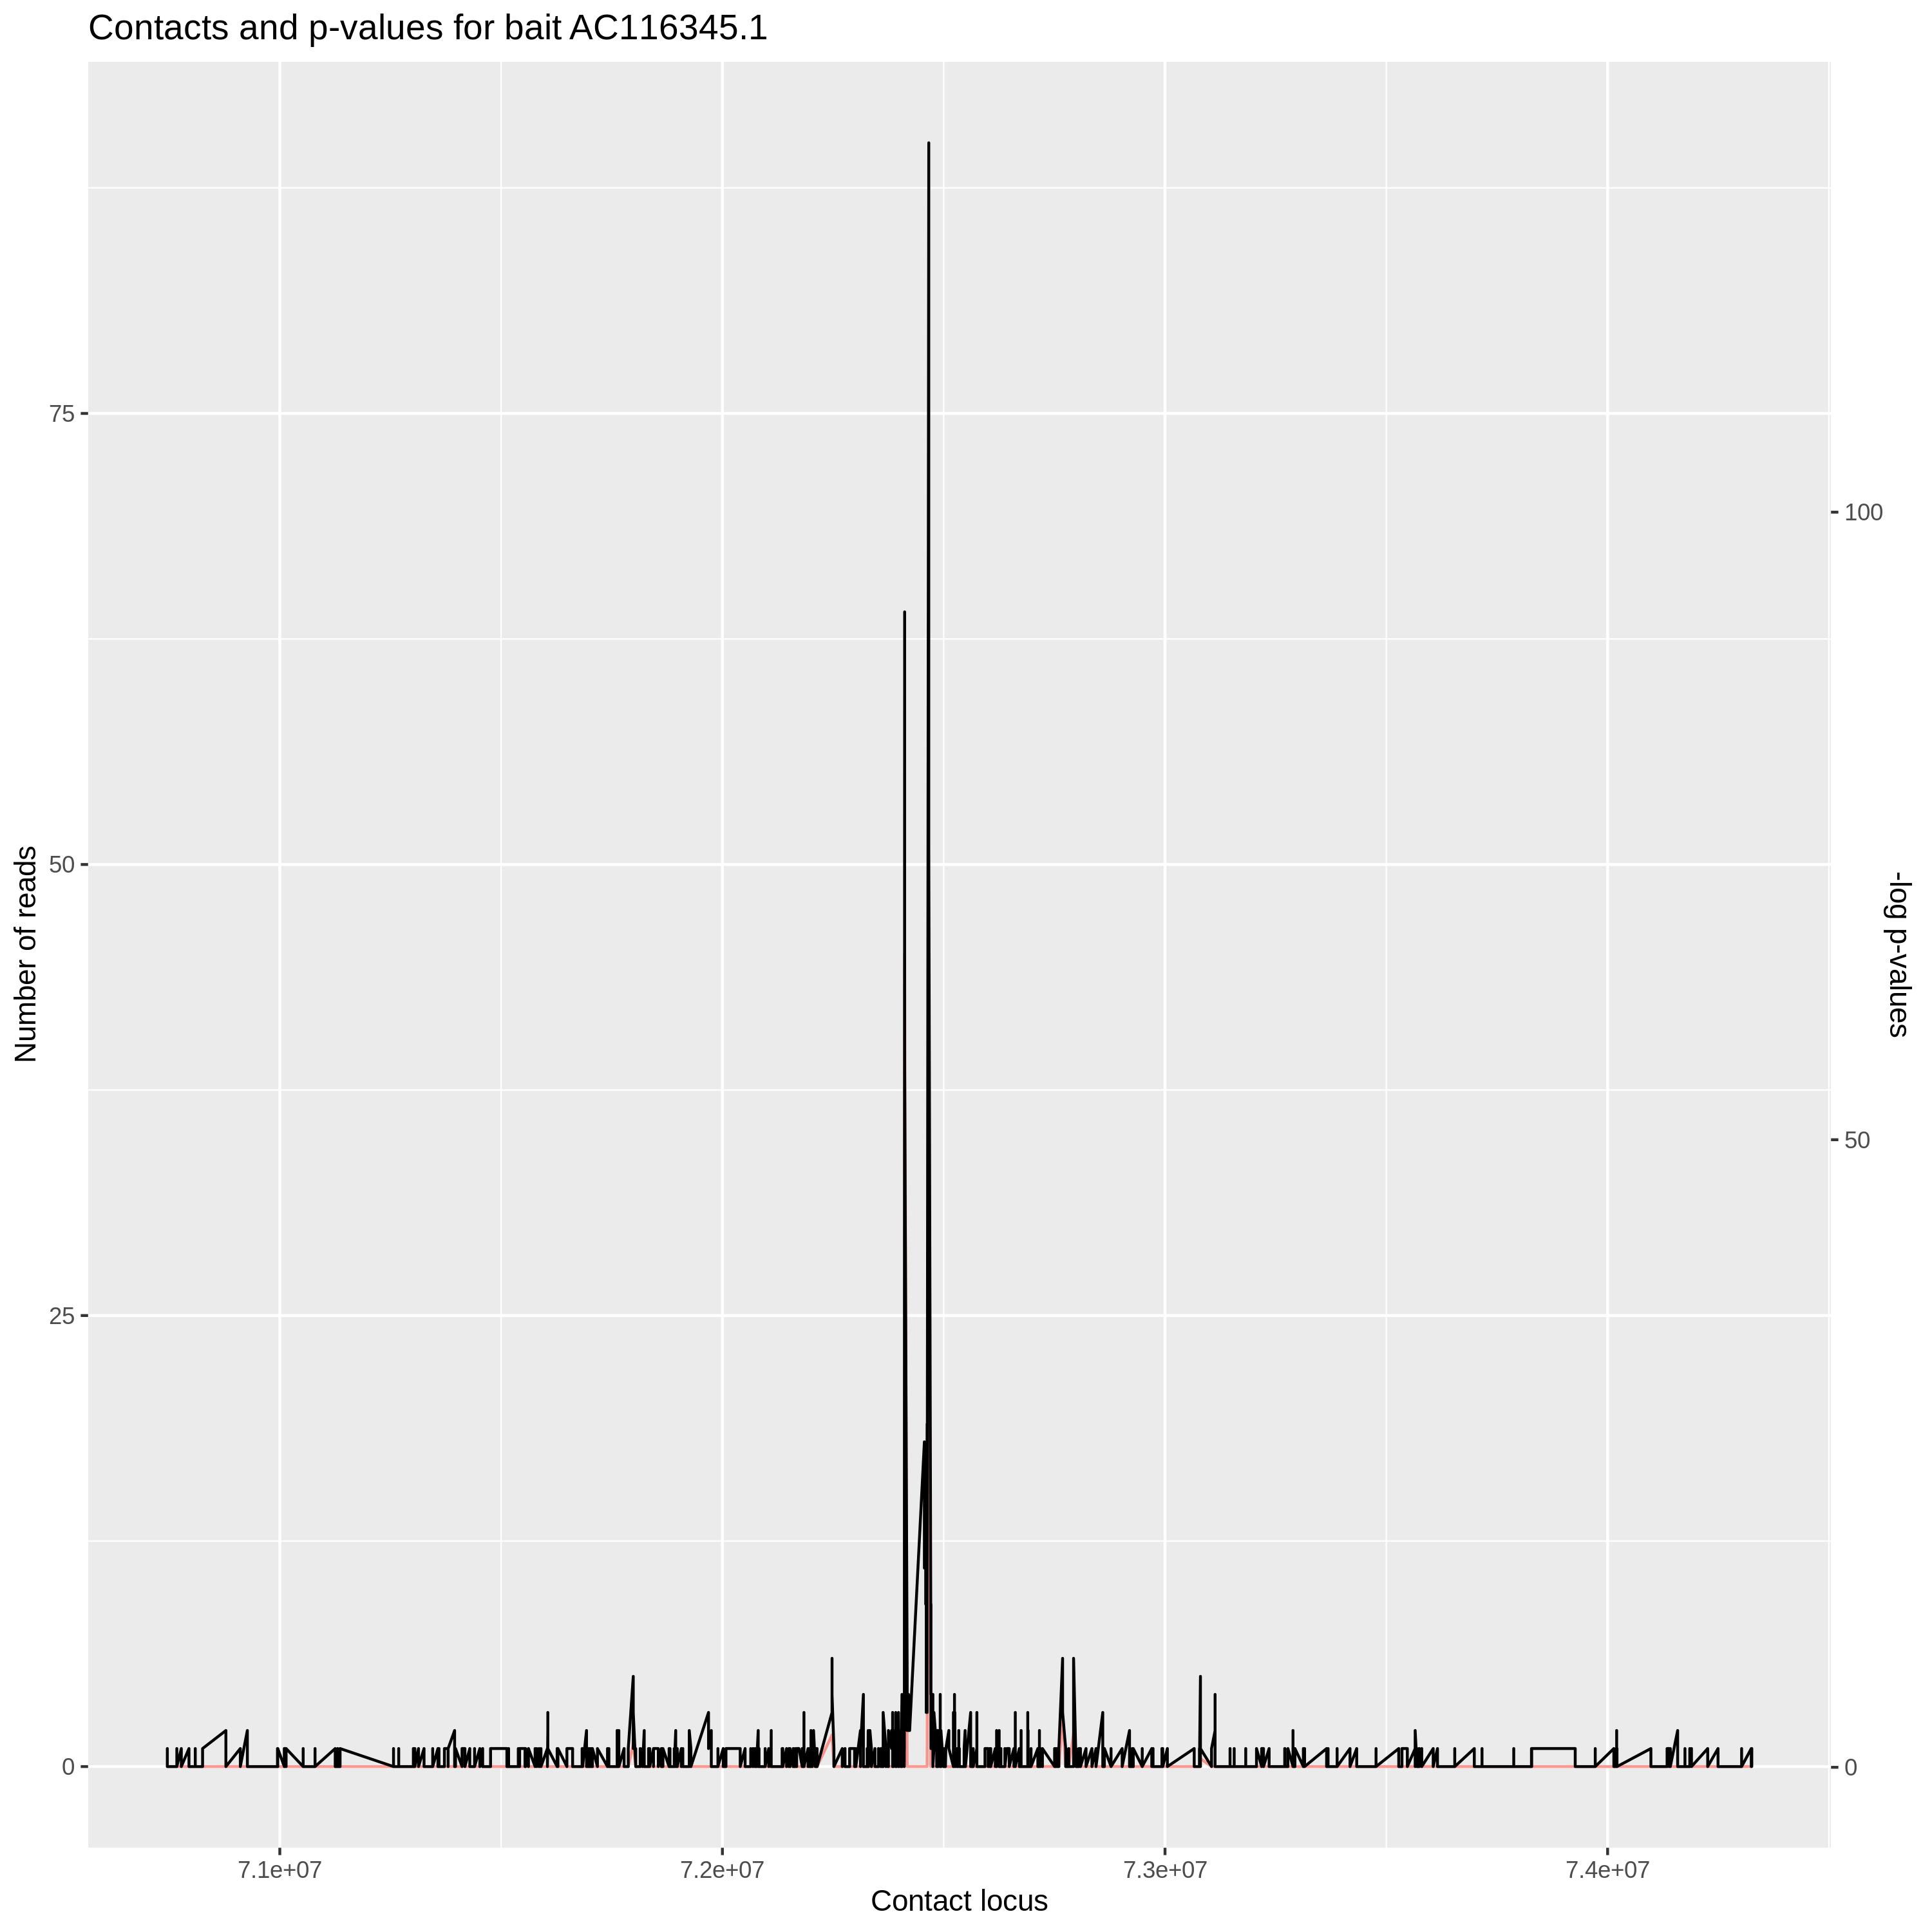 Contacts and p-values for bait AC116345.1
75
50
25
0
Number of reads
100
50
0
-log p-values
7.1e+07
7.2e+07
7.3e+07
7.4e+07
Contact locus